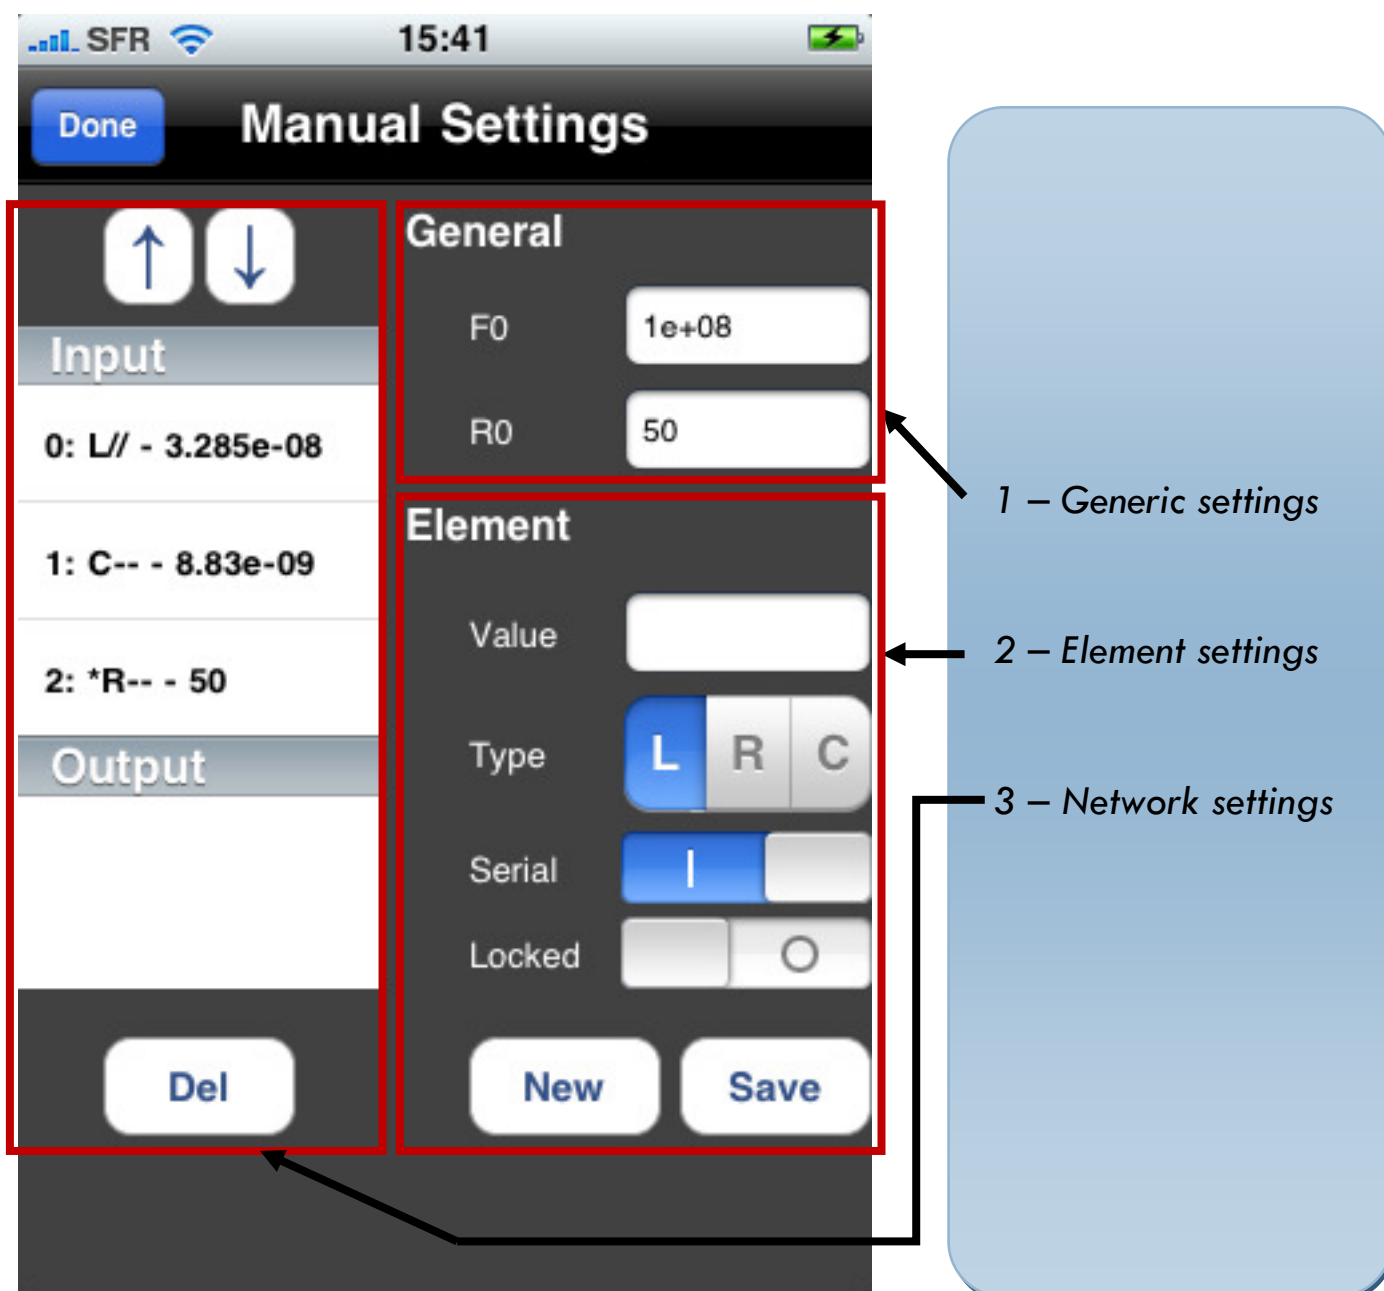 SFR 15:41
Done Manual Settings
↑ ↓
Input
0: L// - 3.285e-08
1: C-- - 8.83e-09
2: *R-- - 50
Output
Del
General
F0 1e+08
R0 50
Element
Value
Type L R C
Serial
Locked
New Save
1 – Generic settings
2 – Element settings
3 – Network settings